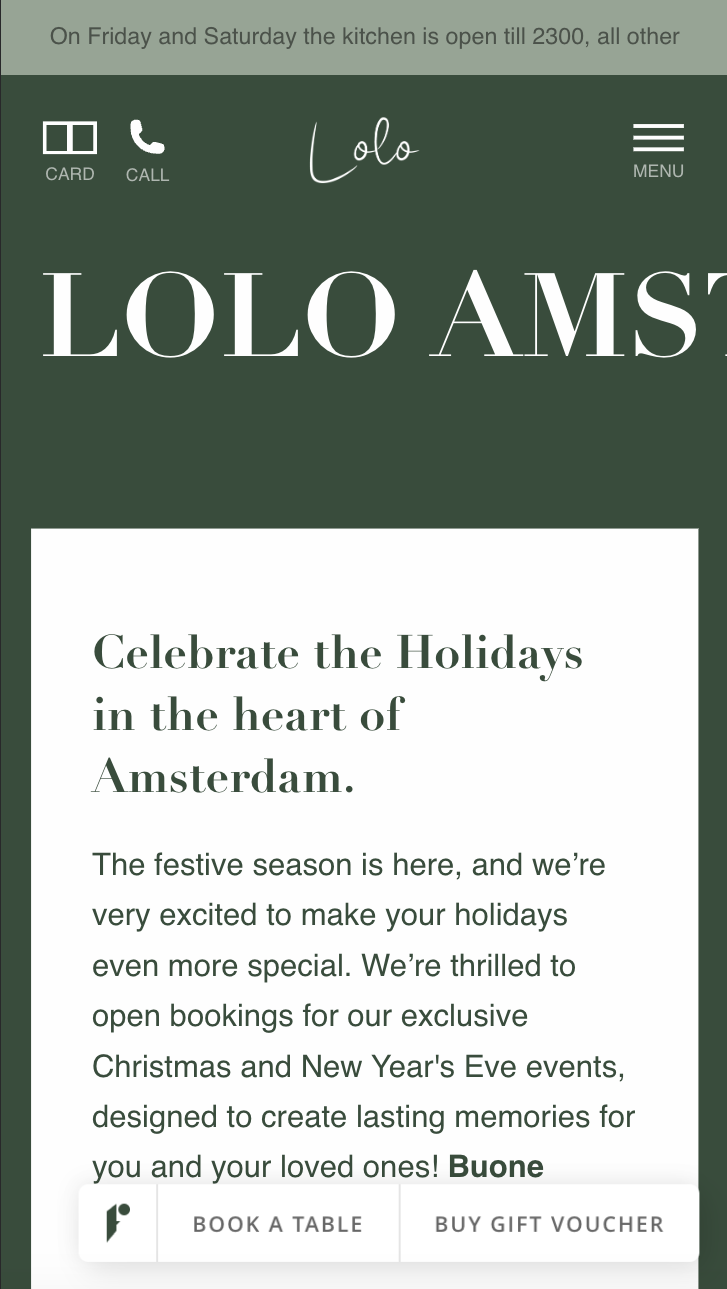 On Friday and Saturday the kitchen is open till 2300, all other
CARD CALL Lolo MENU
LOLO AMST
Celebrate the Holidays
in the heart of
Amsterdam.
The festive season is here, and we’re
very excited to make your holidays
even more special. We’re thrilled to
open bookings for our exclusive
Christmas and New Year's Eve events,
designed to create lasting memories for
you and your loved ones! Buone
BOOK A TABLE BUY GIFT VOUCHER